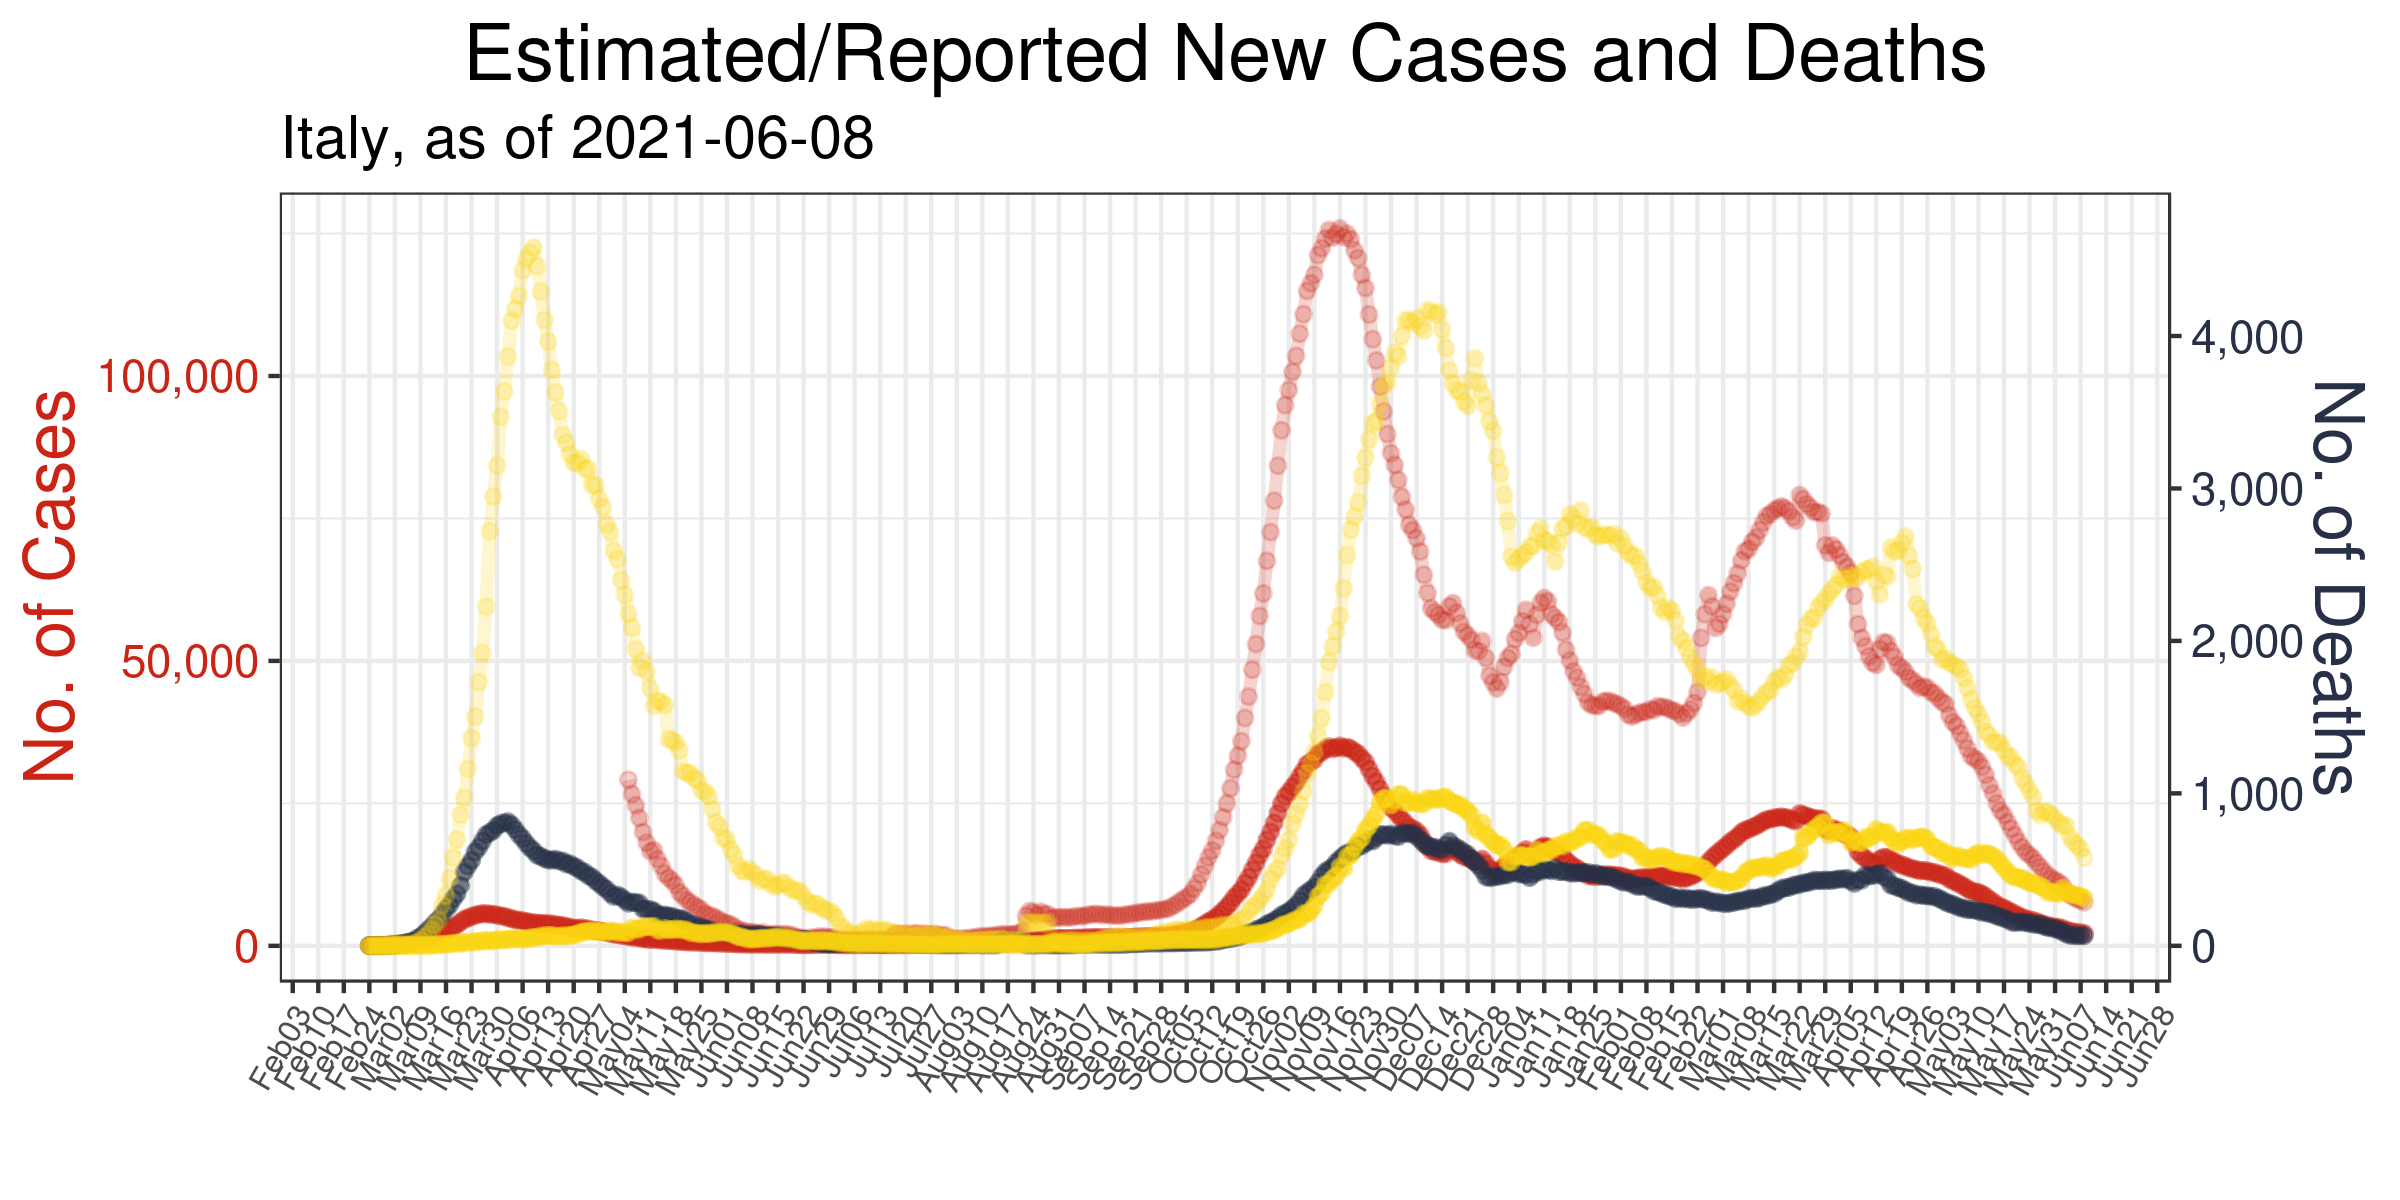 Estimated/Reported New Cases and Deaths
Italy, as of 2021-06-08
No. of Cases
100,000
50,000
0
4,000
3,000
2,000
1,000
0
No. of Deaths
Feb03
Feb10
Feb17
Feb24
Mar02
Mar09
Mar16
Mar23
Mar30
Apr06
Apr13
Apr20
Apr27
May04
May11
May18
May25
Jun01
Jun08
Jun15
Jun22
Jun29
Jul06
Jul13
Jul20
Jul27
Aug03
Aug10
Aug17
Aug24
Aug31
Sep07
Sep14
Sep21
Sep28
Oct05
Oct12
Oct19
Oct26
Nov02
Nov09
Nov16
Nov23
Nov30
Dec07
Dec14
Dec21
Dec28
Jan04
Jan11
Jan18
Jan25
Feb01
Feb08
Feb15
Feb22
Mar01
Mar08
Mar15
Mar22
Mar29
Apr05
Apr12
Apr19
Apr26
May03
May10
May17
May24
May31
Jun07
Jun14
Jun21
Jun28